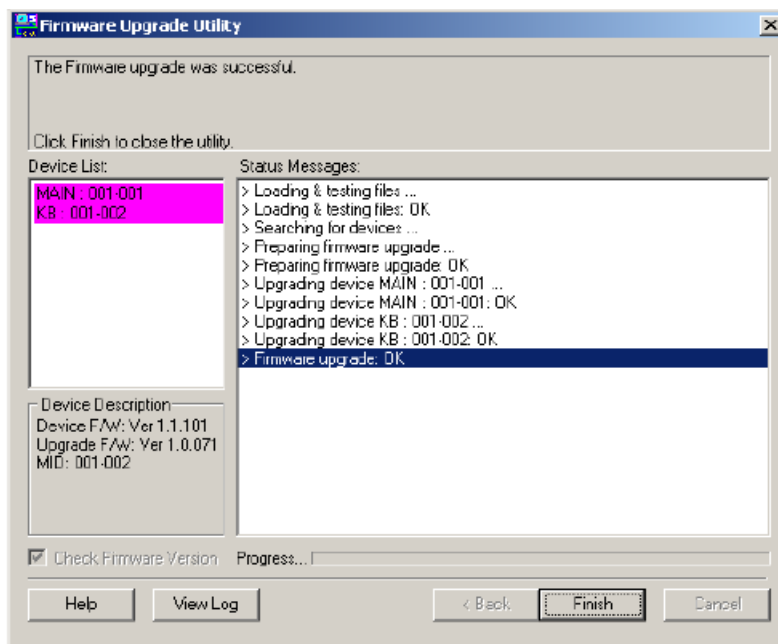 Firmware Upgrade Utility
The Firmware upgrade was successful.
Click Finish to close the utility.
Device List:
MAIN : 001-001
KB : 001-002
Status Messages:
> Loading & testing files ...
> Loading & testing files: OK
> Searching for devices ...
> Preparing firmware upgrade ...
> Preparing firmware upgrade: OK
> Upgrading device MAIN : 001-001 ...
> Upgrading device MAIN : 001-001: OK
> Upgrading device KB : 001-002 ...
> Upgrading device KB : 001-002: OK
> Firmware upgrade: OK
Device Description
Device F/W: Ver 1.1.101
Upgrade F/W: Ver 1.0.071
MID: 001-002
Check Firmware Version
Progress...
Help
View Log
< Back
Finish
Cancel